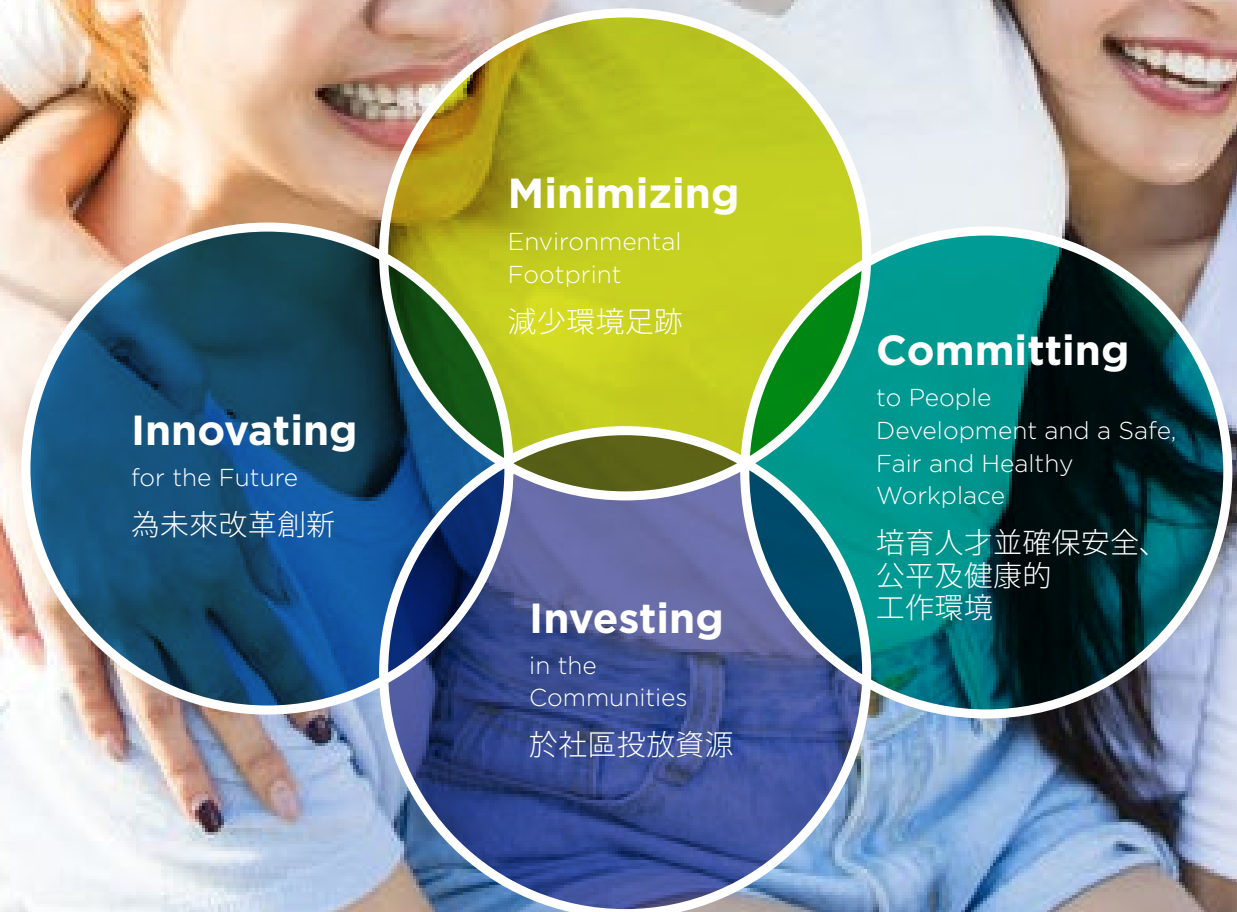 Minimizing
Environmental
Footprint
減少環境足跡
Innovating
for the Future
為未來改革創新
Committing
to People
Development and a Safe,
Fair and Healthy
Workplace
培育人才並確保安全、
公平及健康的
工作環境
Investing
in the
Communities
於社區投放資源